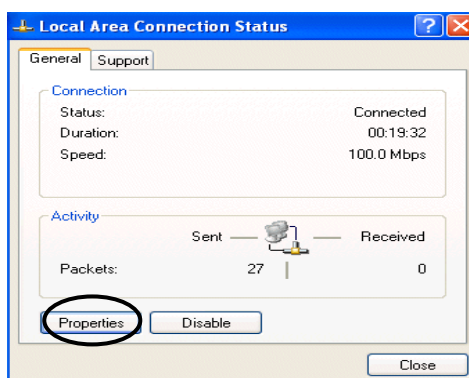 Local Area Connection Status
General Support
Connection
Status: Connected
Duration: 00:19:32
Speed: 100.0 Mbps
Activity
Sent Received
Packets: 27 0
Properties Disable
Close